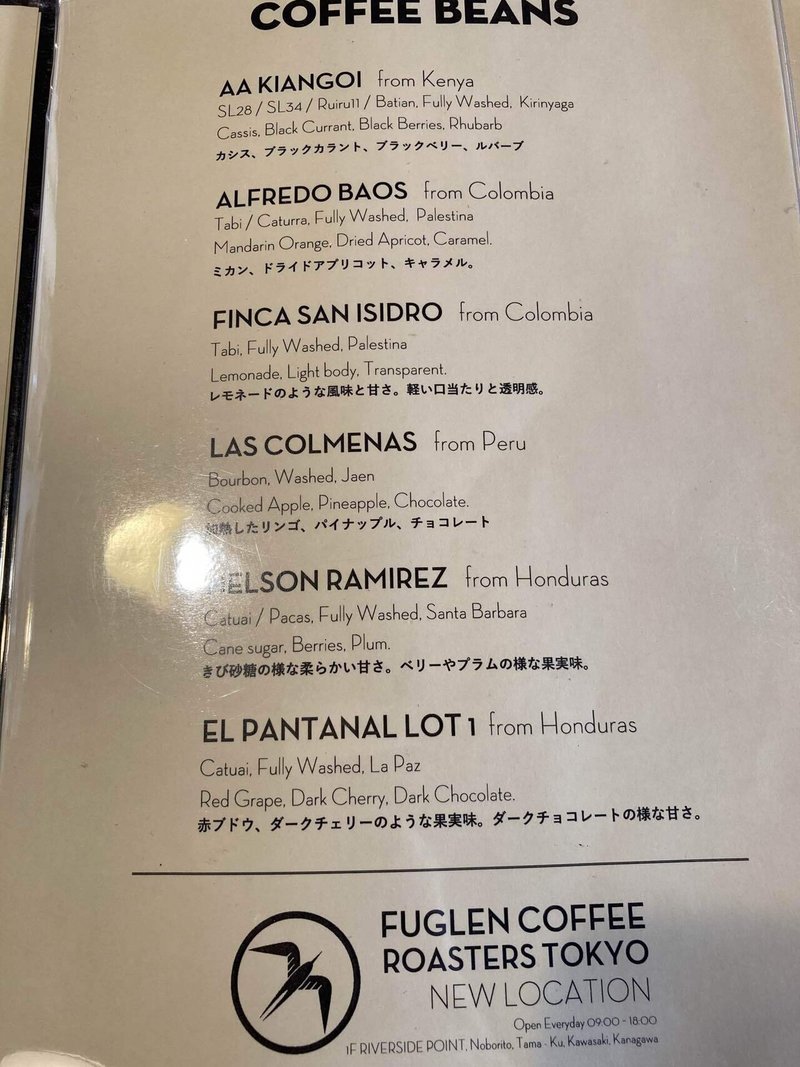 COFFEE BEANS
AA KIANGOI from Kenya
SL28 / SL34 / Ruiru11 / Batian, Fully Washed, Kirinyaga
Cassis, Black Currant, Black Berries, Rhubarb
カシス、ブラックカラント、ブラックベリー、ルバーブ
ALFREDO BAOS from Colombia
Tabi / Caturra, Fully Washed, Palestina
Mandarin Orange, Dried Apricot, Caramel.
ミカン、ドライドアプリコット、キャラメル。
FINCA SAN ISIDRO from Colombia
Tabi, Fully Washed, Palestina
Lemonade, Light body, Transparent.
レモネードのような風味と甘さ。軽い口当たりと透明感。
LAS COLMENAS from Peru
Bourbon, Washed, Jaen
Cooked Apple, Pineapple, Chocolate.
加熱したリンゴ、パイナップル、チョコレート
NELSON RAMIREZ from Honduras
Catuai / Pacas, Fully Washed, Santa Barbara
Cane sugar, Berries, Plum.
きび砂糖の様な柔らかい甘さ。ベリーやプラムの様な果実味。
EL PANTANAL LOT 1 from Honduras
Catuai, Fully Washed, La Paz
Red Grape, Dark Cherry, Dark Chocolate.
赤ブドウ、ダークチェリーのような果実味。ダークチョコレートの様な甘さ。
FUGLEN COFFEE
ROASTERS TOKYO
NEW LOCATION
Open Everyday 09:00 - 18:00
1F RIVERSIDE POINT, Noborito, Tama - Ku, Kawasaki, Kanagawa